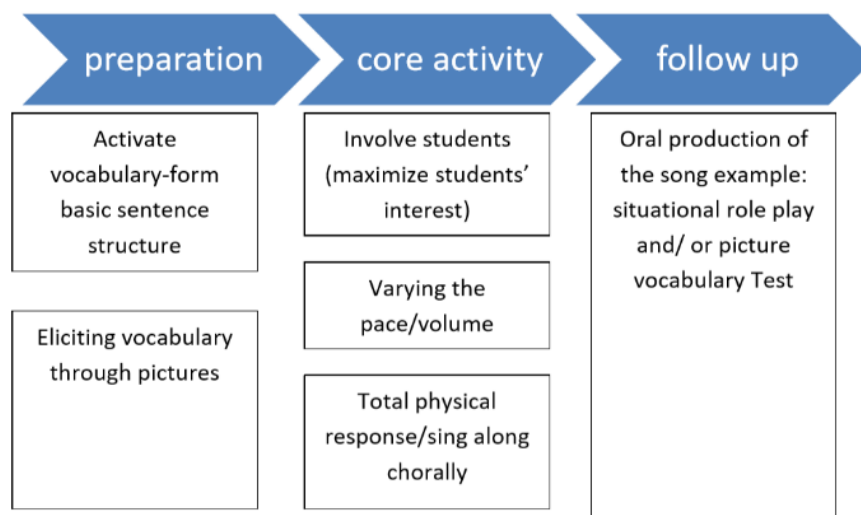 preparation
core activity
follow up
Activate
vocabulary-form
basic sentence
structure
Eliciting vocabulary
through pictures
Involve students
(maximize students'
interest)
Varying the
pace/volume
Total physical
response/sing along
chorally
Oral production of
the song example:
situational role play
and/ or picture
vocabulary Test